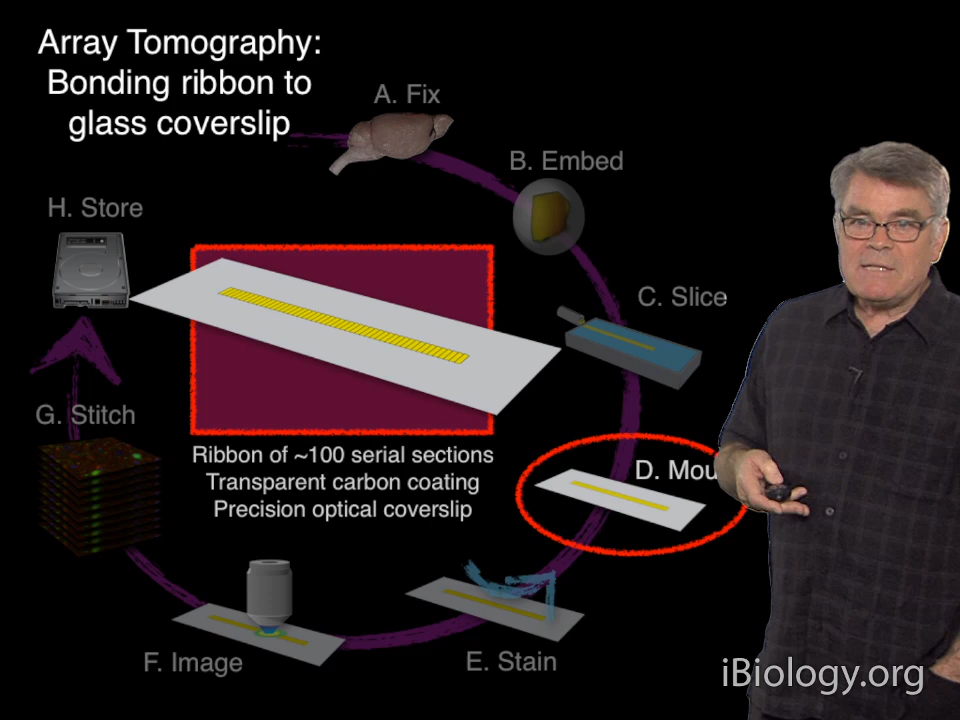 Array Tomography:
Bonding ribbon to
glass coverslip
A. Fix
B. Embed
H. Store
C. Slice
G. Stitch
Ribbon of ~100 serial sections
Transparent carbon coating
Precision optical coverslip
D. Mou
F. Image
E. Stain
iBiology.org